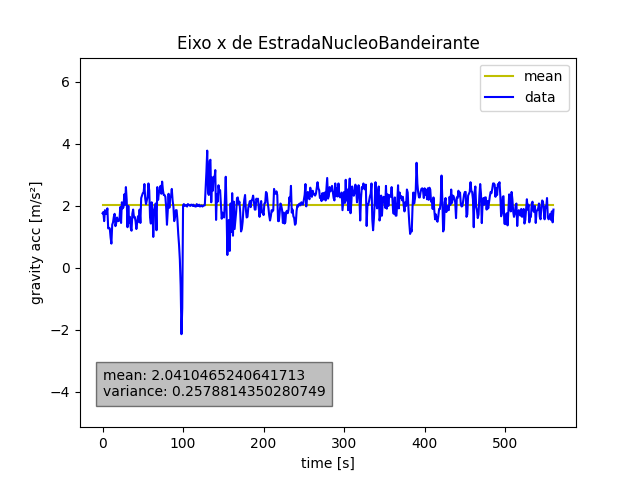 Eixo x de EstradaNucleoBandeirante
mean
data
gravity acc [m/s²]
6
4
2
0
−2
−4
mean: 2.0410465240641713
variance: 0.2578814350280749
0 100 200 300 400 500
time [s]